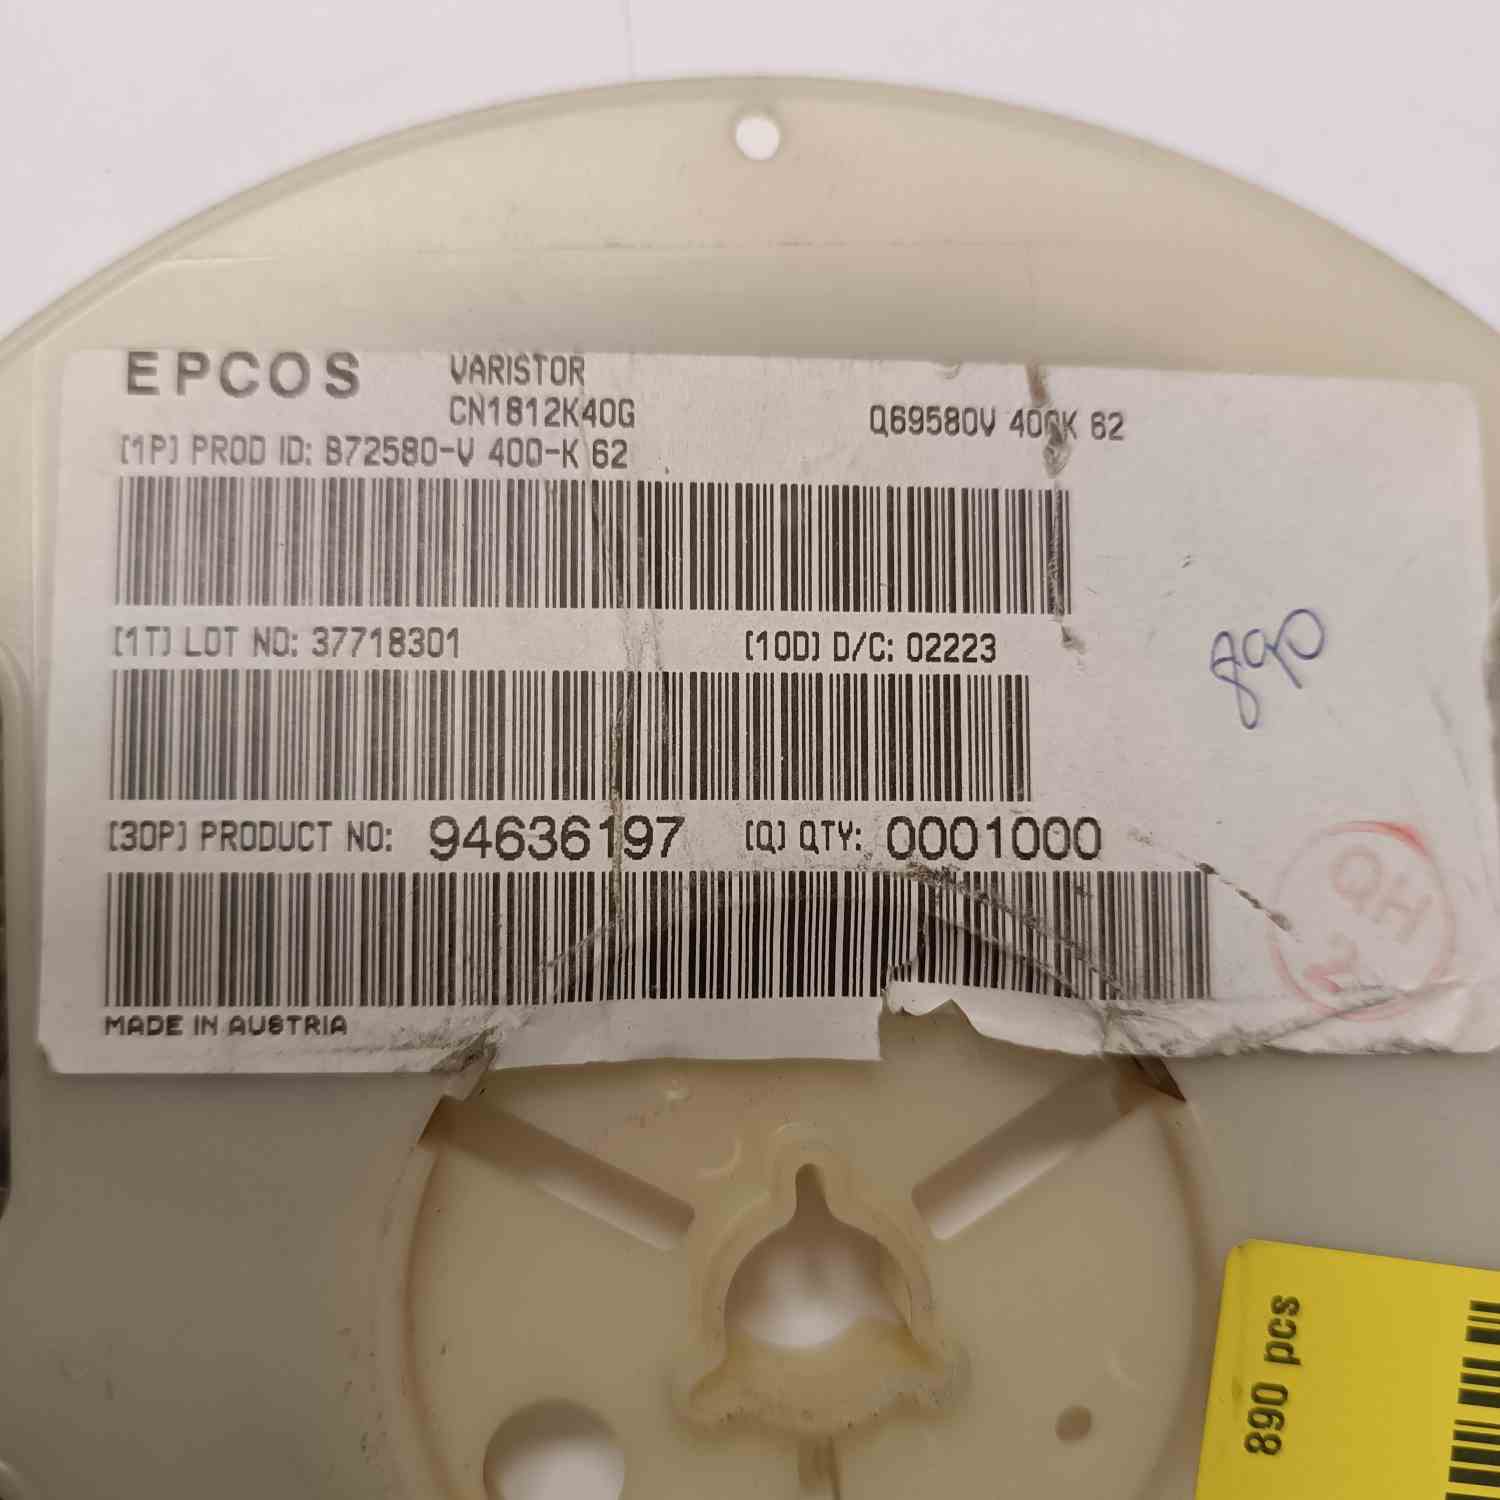 EPCOS
VARISTOR
CN1812K40G
Q69580V 400K 62
[1P] PROD ID: B72580-V 400-K 62
[1T] LOT NO: 37718301 [10D] D/C: 02223
890
[30P] PRODUCT NO: 94636197 [Q] QTY: 0001000
QH
2
MADE IN AUSTRIA
890 pcs